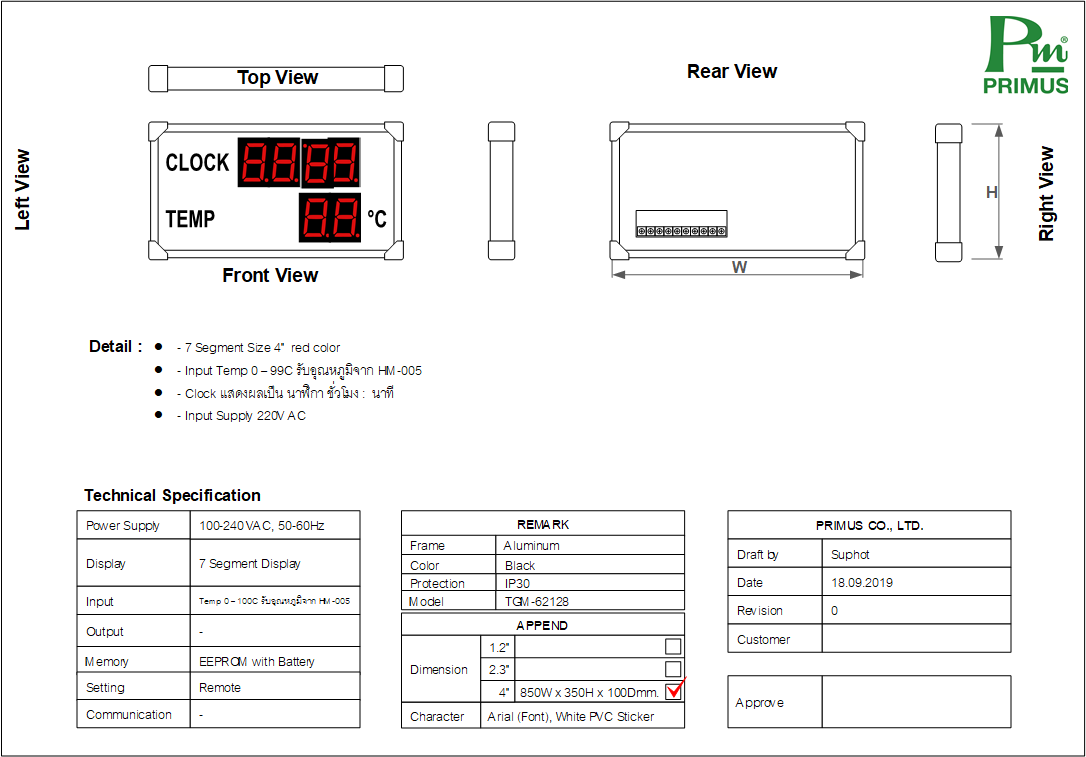 Pm®
PRIMUS
Top View
Rear View
Left View
CLOCK 88:88.
TEMP 88. °C
Front View
W
H
Right View
Detail :
- 7 Segment Size 4" red color
- Input Temp 0 – 99C รับอุณหภูมิจาก HM-005
- Clock แสดงผลเป็น นาฬิกา ชั่วโมง : นาที
- Input Supply 220V AC
Technical Specification
Power Supply 100-240 VAC, 50-60Hz
Display 7 Segment Display
Input Temp 0 – 100C รับอุณหภูมิจาก HM-005
Output -
Memory EEPROM with Battery
Setting Remote
Communication -
REMARK
Frame Aluminum
Color Black
Protection IP30
Model TGM-62128
APPEND
Dimension
1.2"
2.3"
4" 850W x 350H x 100Dmm.
Character Arial (Font), White PVC Sticker
PRIMUS CO., LTD.
Draft by Suphot
Date 18.09.2019
Revision 0
Customer
Approve